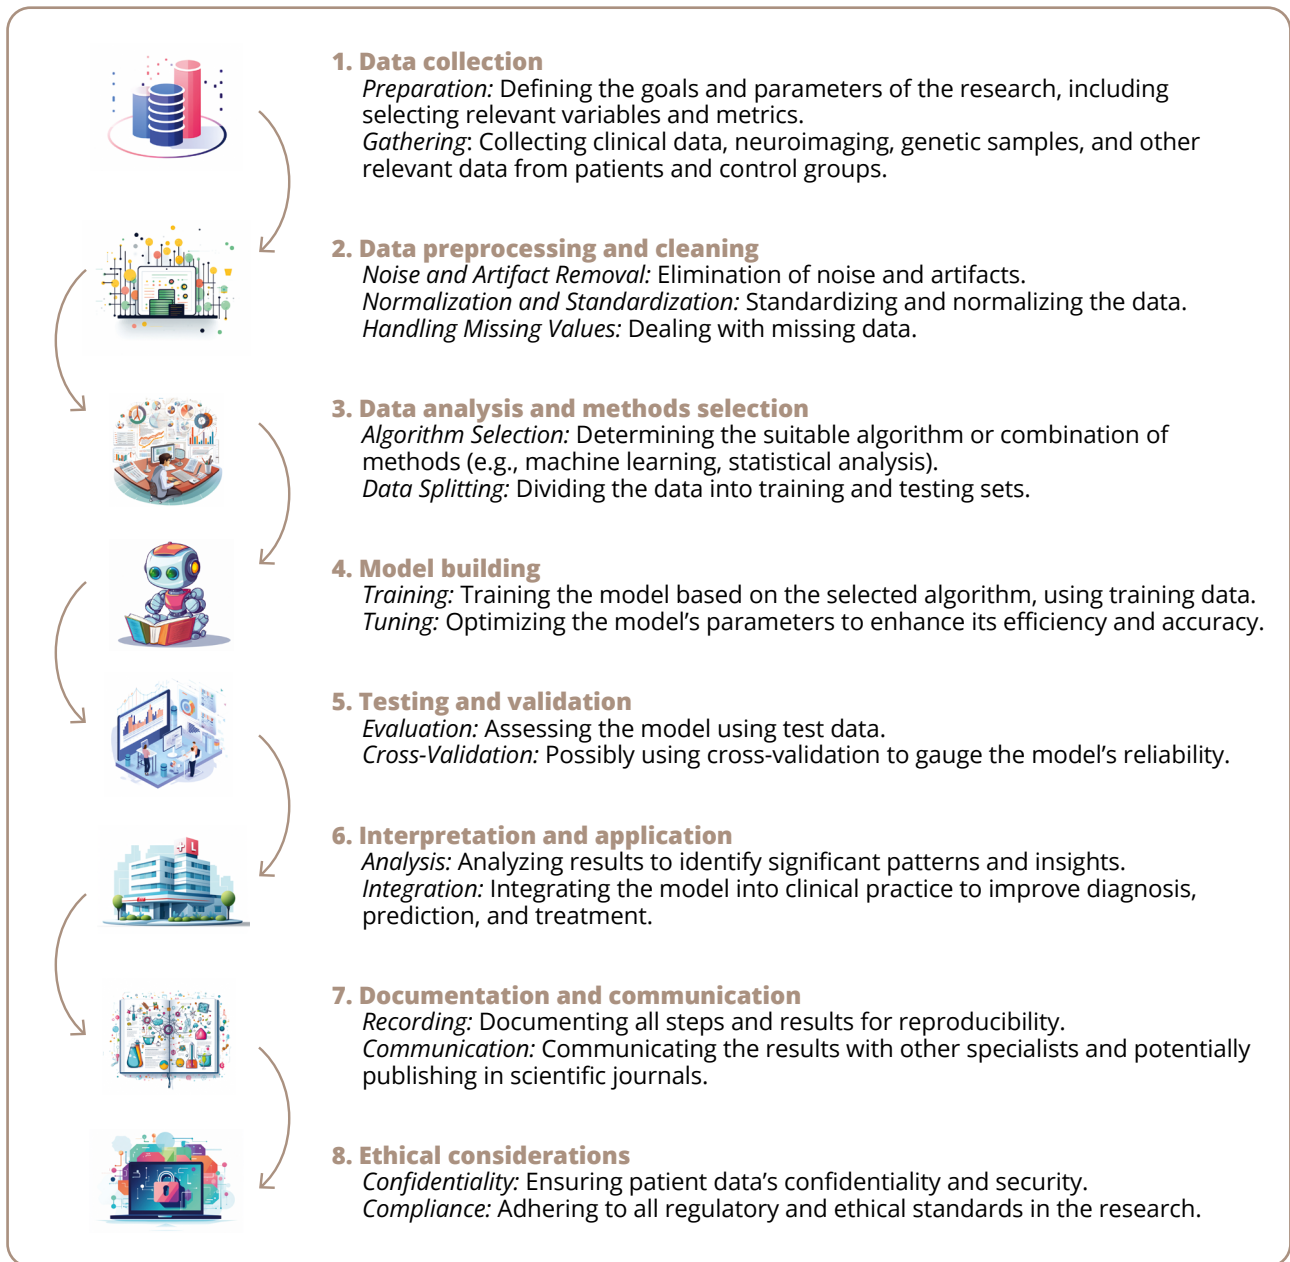 1. Data collection
Preparation: Defining the goals and parameters of the research, including
selecting relevant variables and metrics.
Gathering: Collecting clinical data, neuroimaging, genetic samples, and other
relevant data from patients and control groups.
2. Data preprocessing and cleaning
Noise and Artifact Removal: Elimination of noise and artifacts.
Normalization and Standardization: Standardizing and normalizing the data.
Handling Missing Values: Dealing with missing data.
3. Data analysis and methods selection
Algorithm Selection: Determining the suitable algorithm or combination of
methods (e.g., machine learning, statistical analysis).
Data Splitting: Dividing the data into training and testing sets.
4. Model building
Training: Training the model based on the selected algorithm, using training data.
Tuning: Optimizing the model’s parameters to enhance its efficiency and accuracy.
5. Testing and validation
Evaluation: Assessing the model using test data.
Cross-Validation: Possibly using cross-validation to gauge the model’s reliability.
6. Interpretation and application
Analysis: Analyzing results to identify significant patterns and insights.
Integration: Integrating the model into clinical practice to improve diagnosis,
prediction, and treatment.
7. Documentation and communication
Recording: Documenting all steps and results for reproducibility.
Communication: Communicating the results with other specialists and potentially
publishing in scientific journals.
8. Ethical considerations
Confidentiality: Ensuring patient data’s confidentiality and security.
Compliance: Adhering to all regulatory and ethical standards in the research.